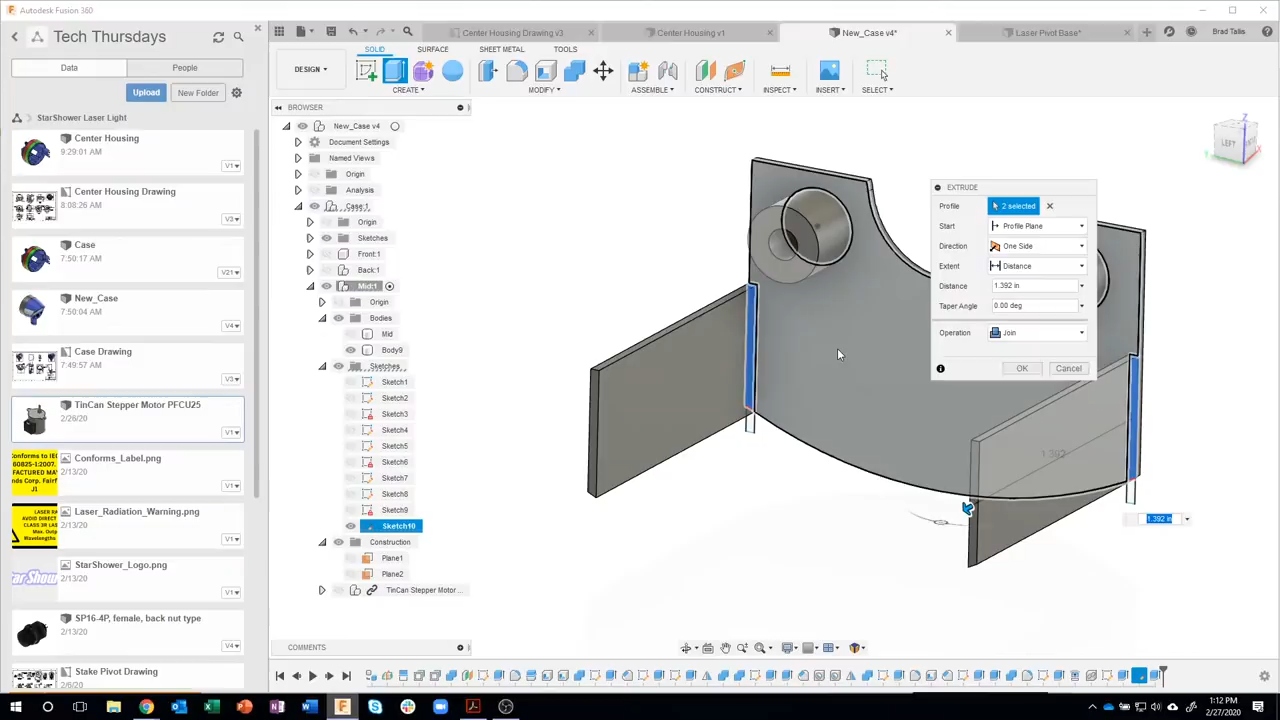 Autodesk Fusion 360
Tech Thursdays
Data
People
Upload
New Folder
StarShower Laser Light
Center Housing
9:29:01 AM
V1
Center Housing Drawing
8:08:26 AM
V3
Case
7:50:17 AM
V21
New_Case
7:50:04 AM
V4
Case Drawing
7:49:57 AM
V3
TinCan Stepper Motor PFCU25
2/26/20
V1
Conforms_Label.png
2/13/20
V1
Laser_Radiation_Warning.png
2/13/20
V1
StarShower_Logo.png
2/13/20
V1
SP16-4P, female, back nut type
2/13/20
V4
Stake Pivot Drawing
2/6/20
V1
Center Housing Drawing v3
Center Housing v1
New_Case v4*
Laser Pivot Base*
Brad Tallis
DESIGN
SOLID
SURFACE
SHEET METAL
TOOLS
CREATE
MODIFY
ASSEMBLE
CONSTRUCT
INSPECT
INSERT
SELECT
BROWSER
New_Case v4
Document Settings
Named Views
Origin
Analysis
Case:1
Origin
Sketches
Front:1
Back:1
Mid:1
Origin
Bodies
Mid
Body9
Sketches
Sketch1
Sketch2
Sketch3
Sketch4
Sketch5
Sketch6
Sketch7
Sketch8
Sketch9
Sketch10
Construction
Plane1
Plane2
TinCan Stepper Motor ...
COMMENTS
LEFT
Z
EXTRUDE
Profile
2 selected
Start
Profile Plane
Direction
One Side
Extent
Distance
Distance
1.392 in
Taper Angle
0.00 deg
Operation
Join
OK
Cancel
1.392
1.392 in
1:12 PM
2/27/2020